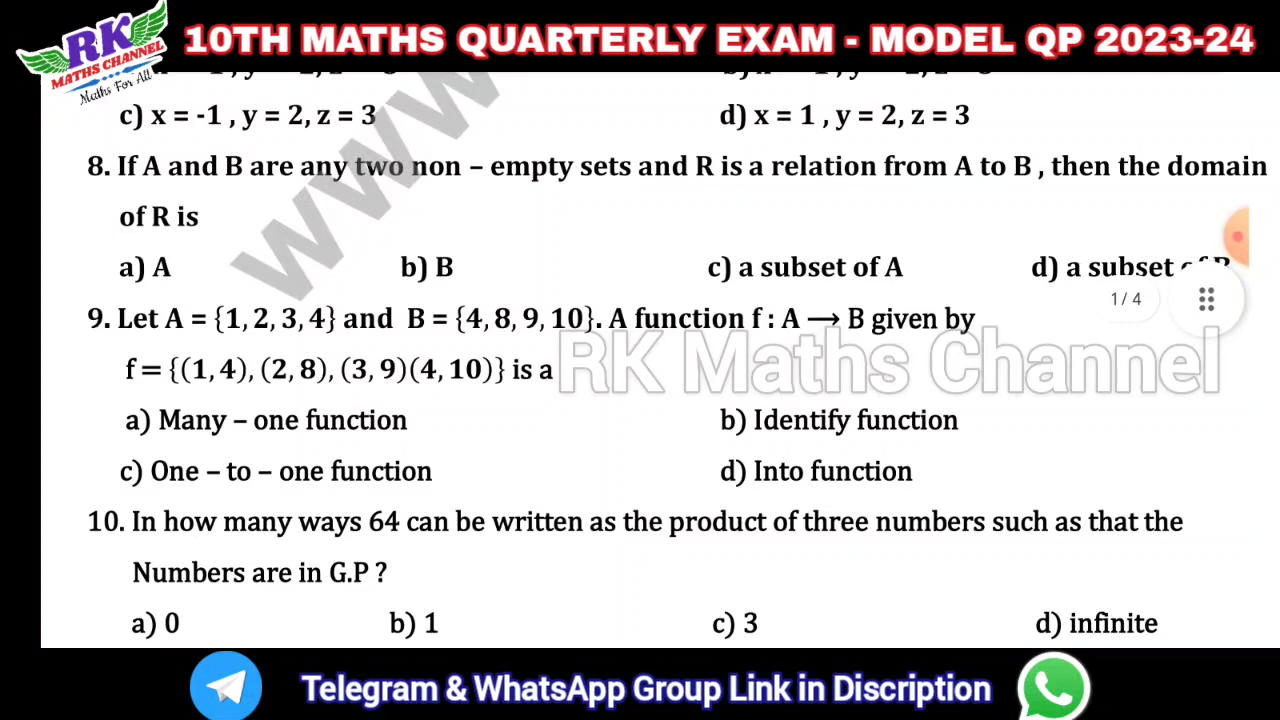 RK
MATHS CHANNEL
Maths For All
10TH MATHS QUARTERLY EXAM - MODEL QP 2023-24
c) x = -1 , y = 2, z = 3 d) x = 1 , y = 2, z = 3
8. If A and B are any two non – empty sets and R is a relation from A to B , then the domain
of R is
a) A b) B c) a subset of A d) a subset
1 / 4
9. Let A = {1, 2, 3, 4} and B = {4, 8, 9, 10}. A function f : A ⟶ B given by
f = {(1, 4), (2, 8), (3, 9)(4, 10)} is a
RK Maths Channel
a) Many – one function b) Identify function
c) One – to – one function d) Into function
10. In how many ways 64 can be written as the product of three numbers such as that the
Numbers are in G.P ?
a) 0 b) 1 c) 3 d) infinite
Telegram & WhatsApp Group Link in Discription